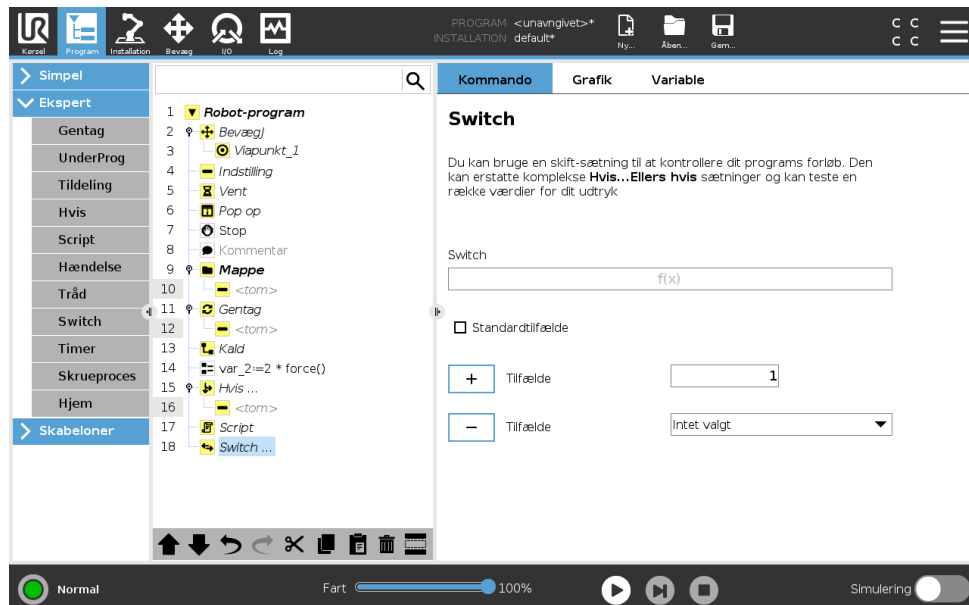 UR
PROGRAM <unavngivet>*
INSTALLATION default*
Kørsel Program Installation Bevæg I/O Log Ny... Åben... Gem...
C C
C C
Simpel
Ekspert
Gentag
UnderProg
Tildeling
Hvis
Script
Hændelse
Tråd
Switch
Timer
Skrueproces
Hjem
Skabeloner
1 Robot-program
2 BevægJ
3 Viapunkt_1
4 Indstilling
5 Vent
6 Pop op
7 Stop
8 Kommentar
9 Mappe
10 <tom>
11 Gentag
12 <tom>
13 Kald
14 var_2:=2 * force()
15 Hvis ...
16 <tom>
17 Script
18 Switch ...
Kommando Grafik Variable
Switch
Du kan bruge en skift-sætning til at kontrollere dit programs forløb. Den
kan erstatte komplekse Hvis...Ellers hvis sætninger og kan teste en
række værdier for dit udtryk
Switch
f(x)
Standardtilfælde
+ Tilfælde 1
− Tilfælde Intet valgt
Normal
Fart 100%
Simulering